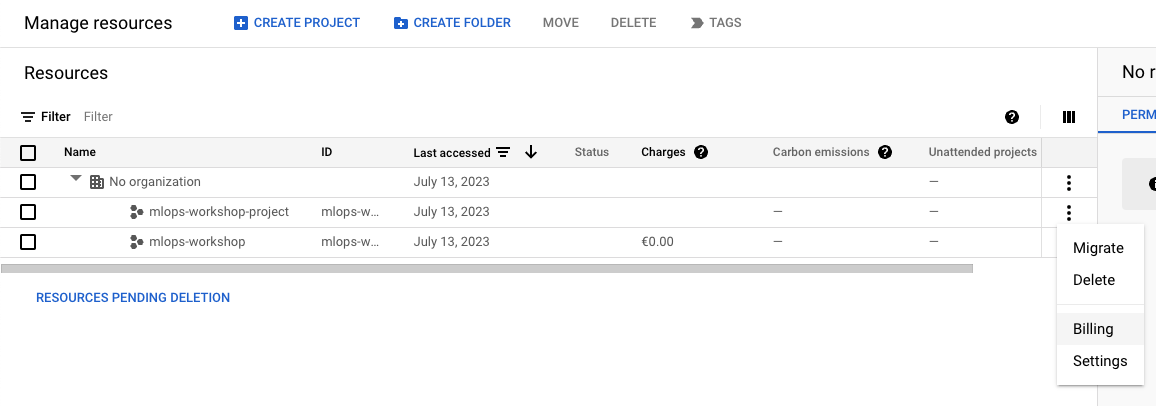 Manage resources CREATE PROJECT CREATE FOLDER MOVE DELETE TAGS
Resources No r
Filter Filter
PERM
Name ID Last accessed Status Charges ? Carbon emissions ? Unattended projects
No organization July 13, 2023 —
mlops-workshop-project mlops-w... July 13, 2023 — —
mlops-workshop mlops-w... July 13, 2023 €0.00 — —
Migrate
Delete
RESOURCES PENDING DELETION
Billing
Settings